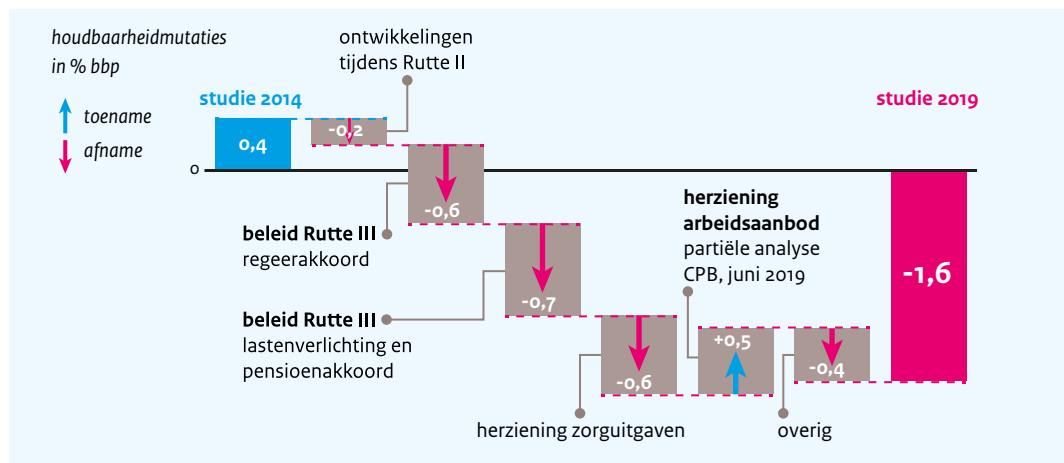 houdbaarheidmutaties
in % bbp
toename
afname
studie 2014
0,4
0
ontwikkelingen
tijdens Rutte II
-0,2
-0,6
beleid Rutte III
regeerakkoord
-0,7
beleid Rutte III
lastenverlichting en
pensioenakkoord
-0,6
herziening zorguitgaven
herziening
arbeidsaanbod
partiële analyse
CPB, juni 2019
+0,5
-0,4
overig
studie 2019
-1,6